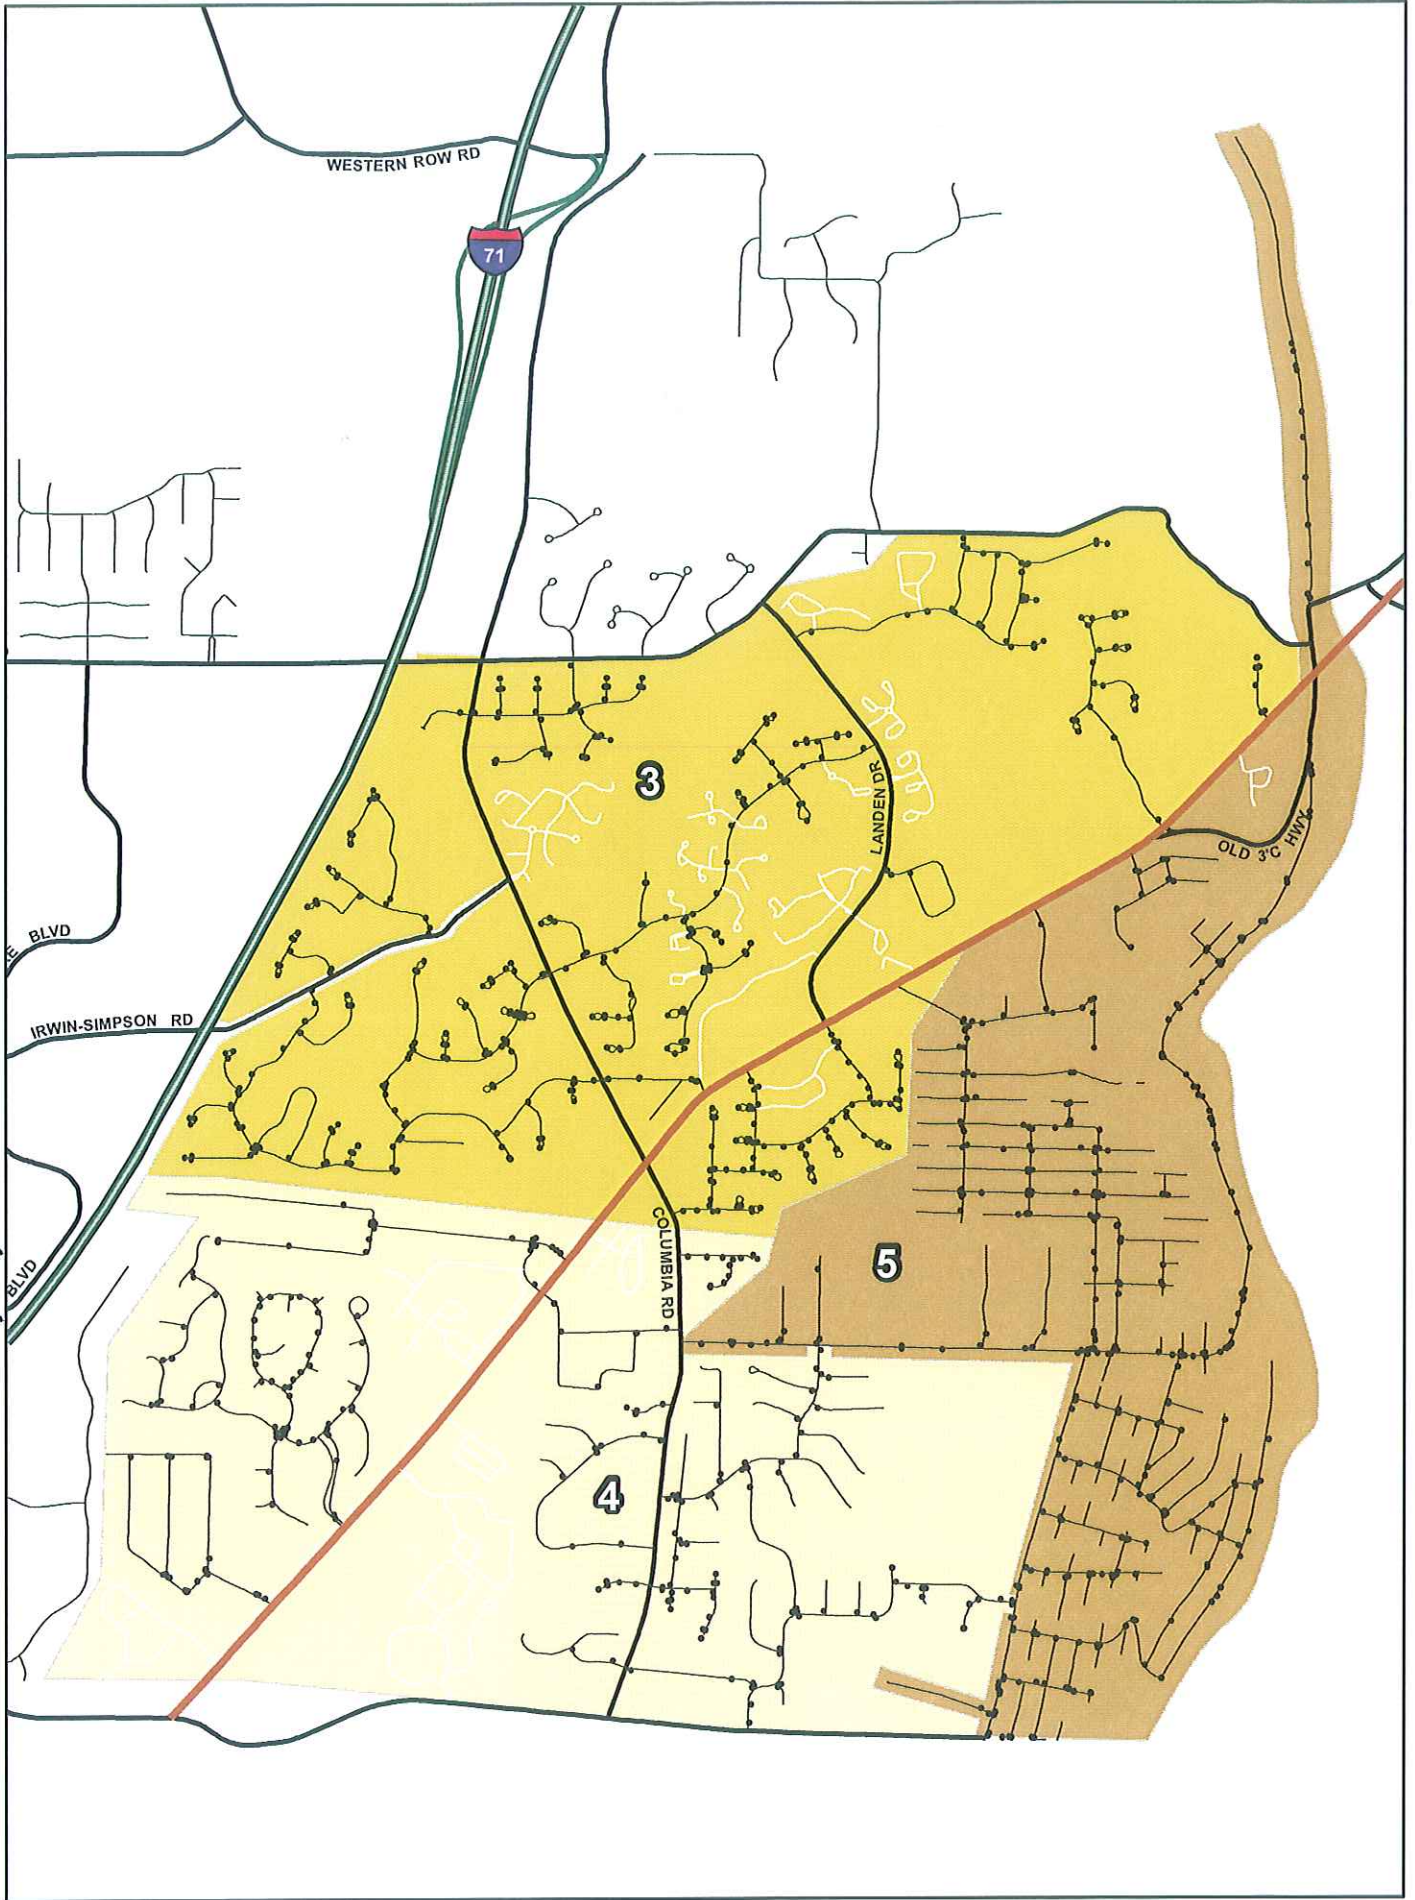 WESTERN ROW RD
71
3
LANDEN DR
OLD 3'C HWY
BLVD
IRWIN-SIMPSON RD
COLUMBIA RD
5
BLVD
4